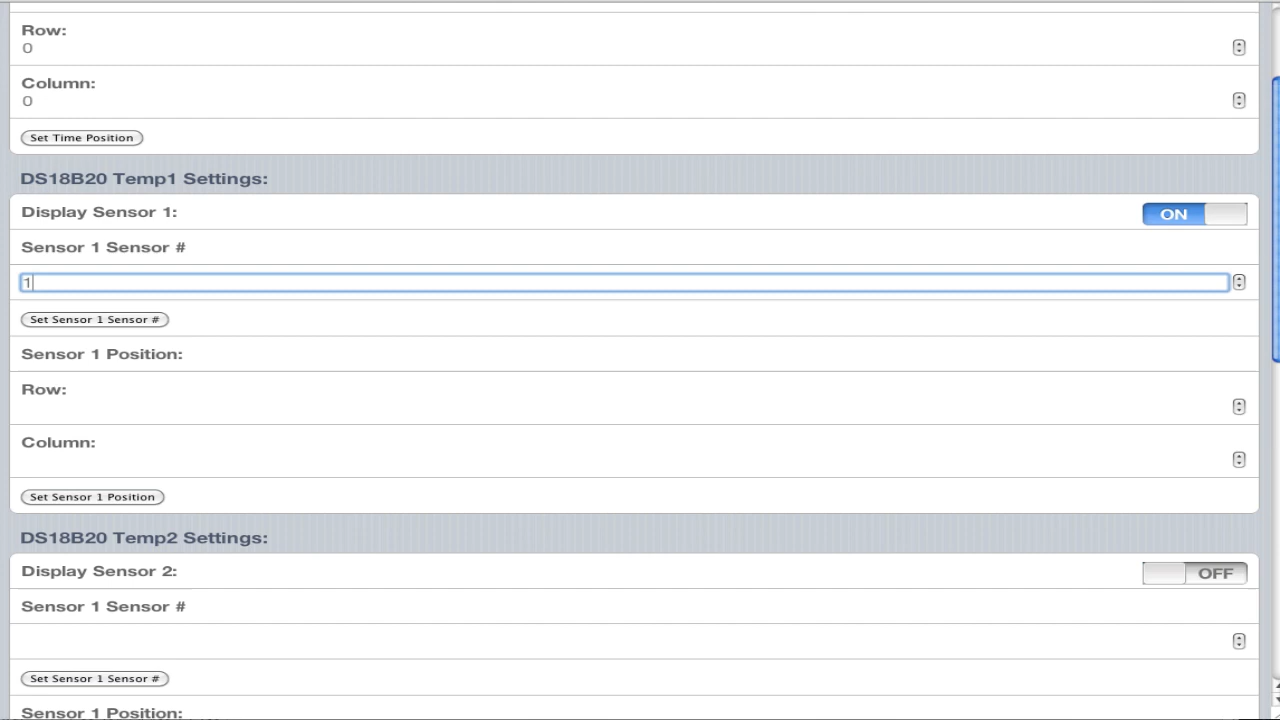 Row:
0
Column:
0
Set Time Position
DS18B20 Temp1 Settings:
Display Sensor 1:
ON
Sensor 1 Sensor #
1
Set Sensor 1 Sensor #
Sensor 1 Position:
Row:
Column:
Set Sensor 1 Position
DS18B20 Temp2 Settings:
Display Sensor 2:
OFF
Sensor 1 Sensor #
Set Sensor 1 Sensor #
Sensor 1 Position: